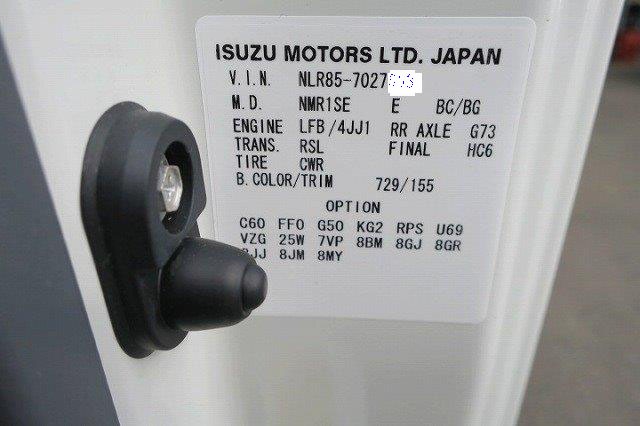 ISUZU MOTORS LTD. JAPAN
V.I.N. NLR85-7027
M.D. NMR1SE E BC/BG
ENGINE LFB/4JJ1 RR AXLE G73
TRANS. RSL FINAL HC6
TIRE CWR
B.COLOR/TRIM 729/155
OPTION
C60 FF0 G50 KG2 RPS U69
VZG 25W 7VP 8BM 8GJ 8GR
8JM 8MY